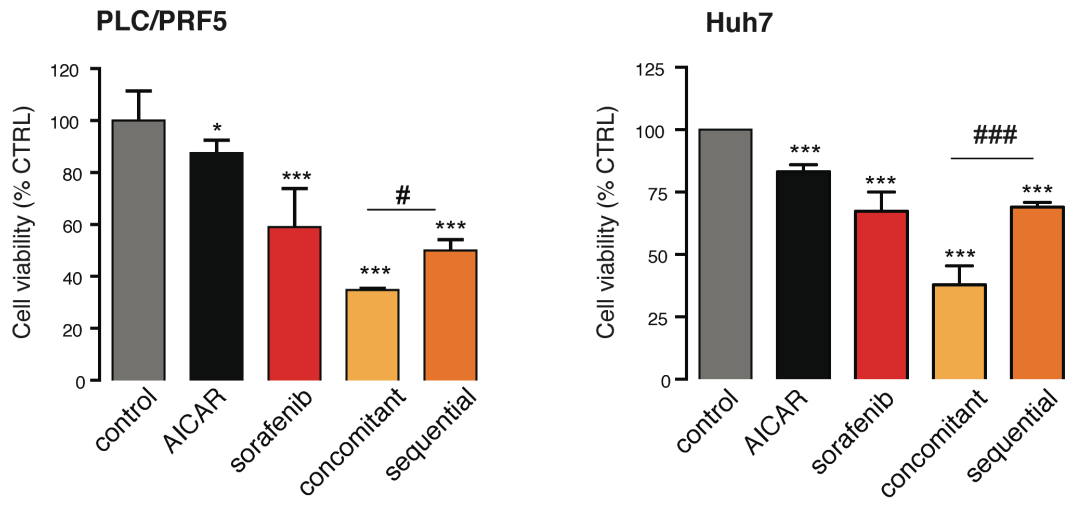 PLC/PRF5
Cell viability (% CTRL)
120
100
80
60
40
20
0
*
***
#
***
***
control
AICAR
sorafenib
concomitant
sequential
Huh7
Cell viability (% CTRL)
125
100
75
50
25
0
***
***
###
***
***
control
AICAR
sorafenib
concomitant
sequential